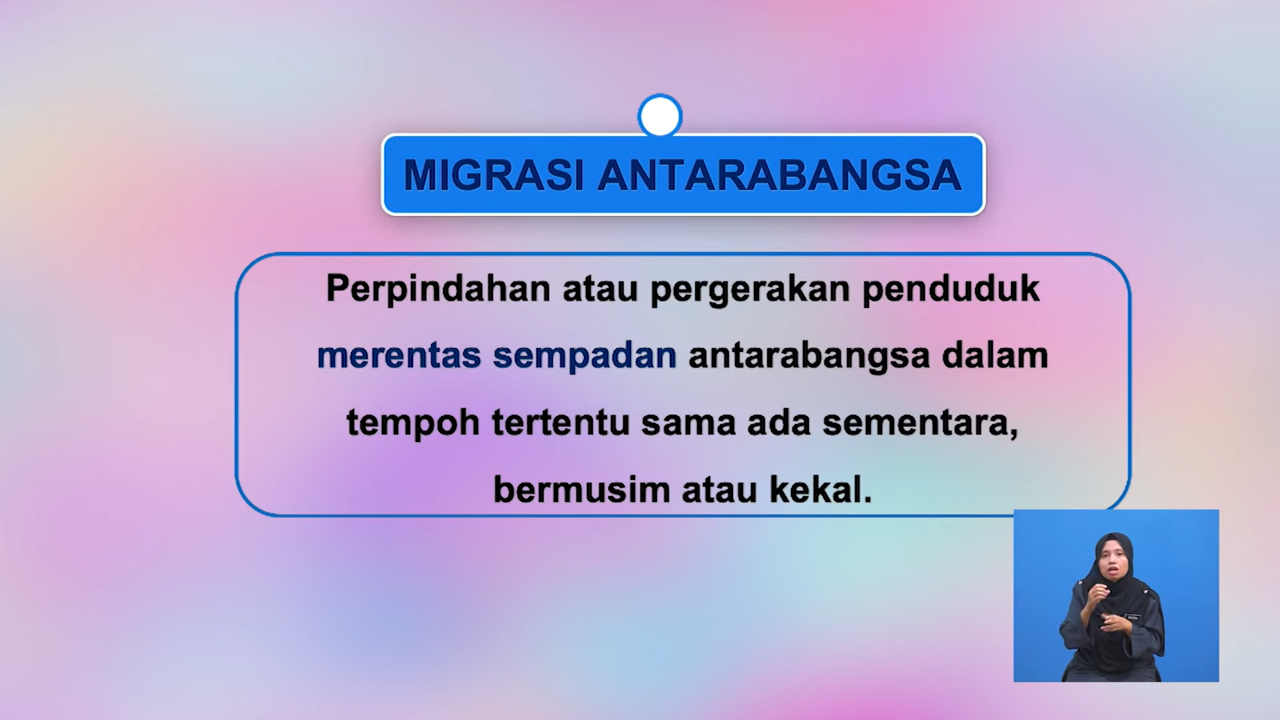 MIGRASI ANTARABANGSA
Perpindahan atau pergerakan penduduk
merentas sempadan antarabangsa dalam
tempoh tertentu sama ada sementara,
bermusim atau kekal.